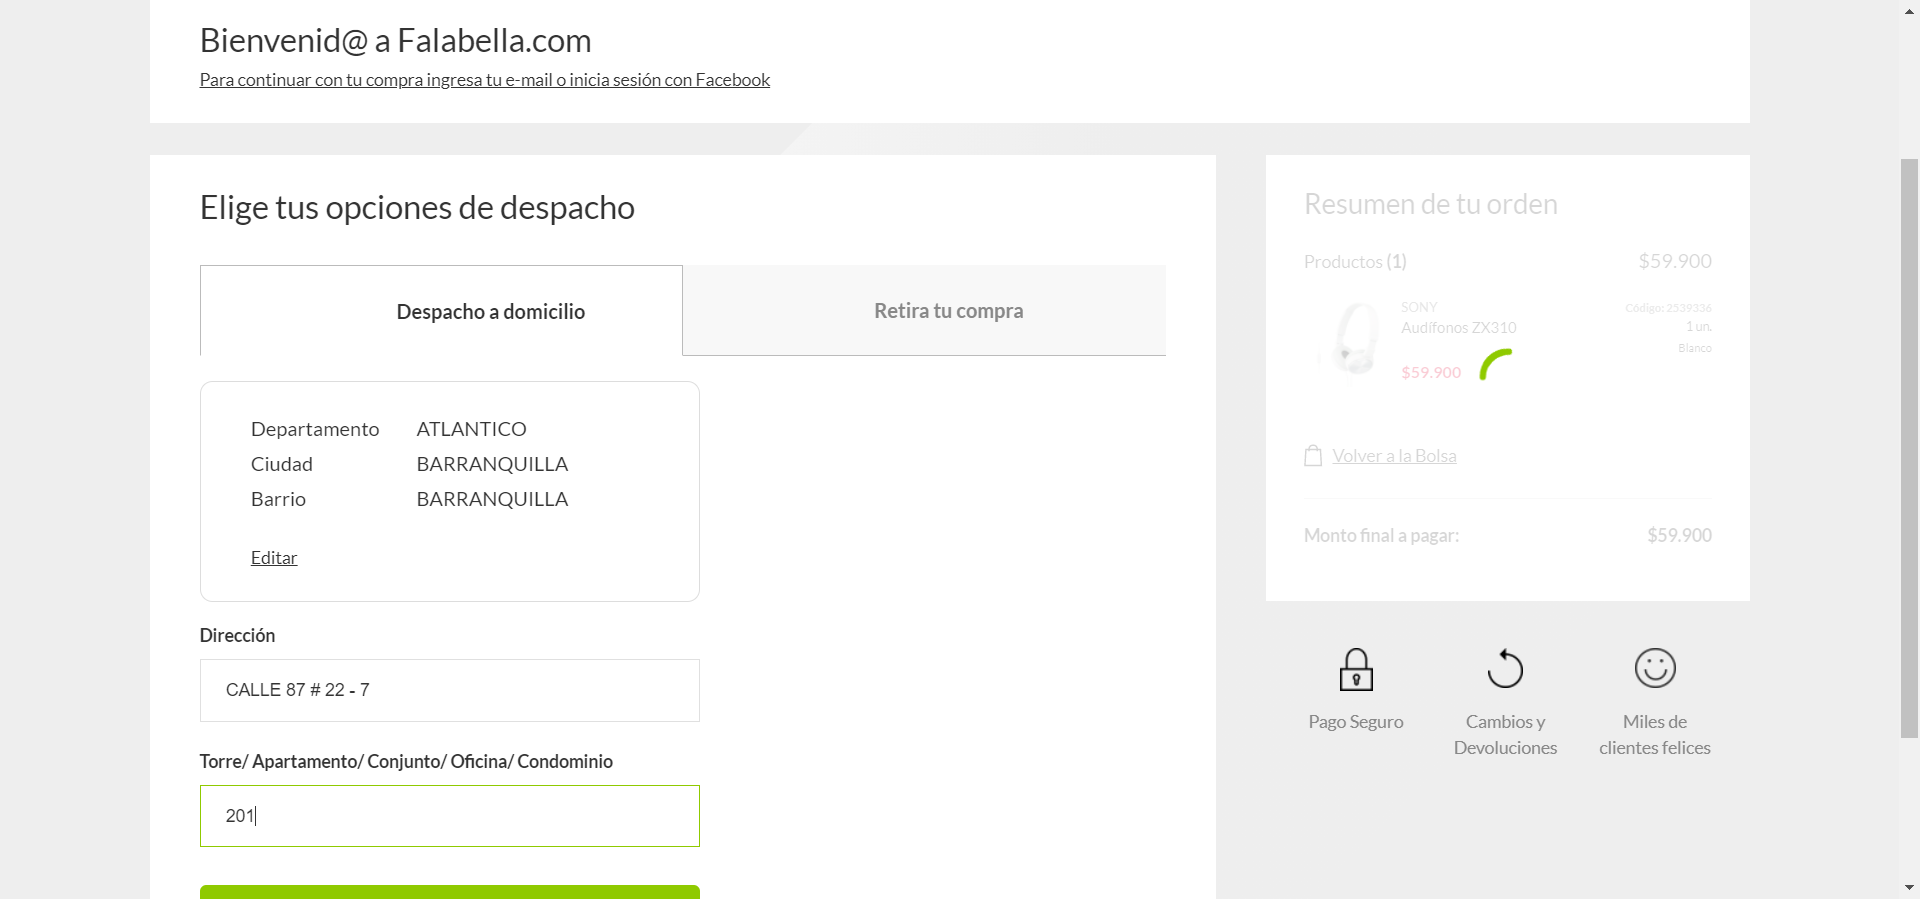 Bienvenid@ a Falabella.com
Para continuar con tu compra ingresa tu e-mail o inicia sesión con Facebook
Elige tus opciones de despacho
Despacho a domicilio
Retira tu compra
Departamento ATLANTICO
Ciudad BARRANQUILLA
Barrio BARRANQUILLA
Editar
Dirección
CALLE 87 # 22 - 7
Torre/ Apartamento/ Conjunto/ Oficina/ Condominio
201
Resumen de tu orden
Productos (1) $59.900
SONY Código: 2539336
Audífonos ZX310 1 un.
Blanco
$59.900
Volver a la Bolsa
Monto final a pagar: $59.900
Pago Seguro
Cambios y
Devoluciones
Miles de
clientes felices